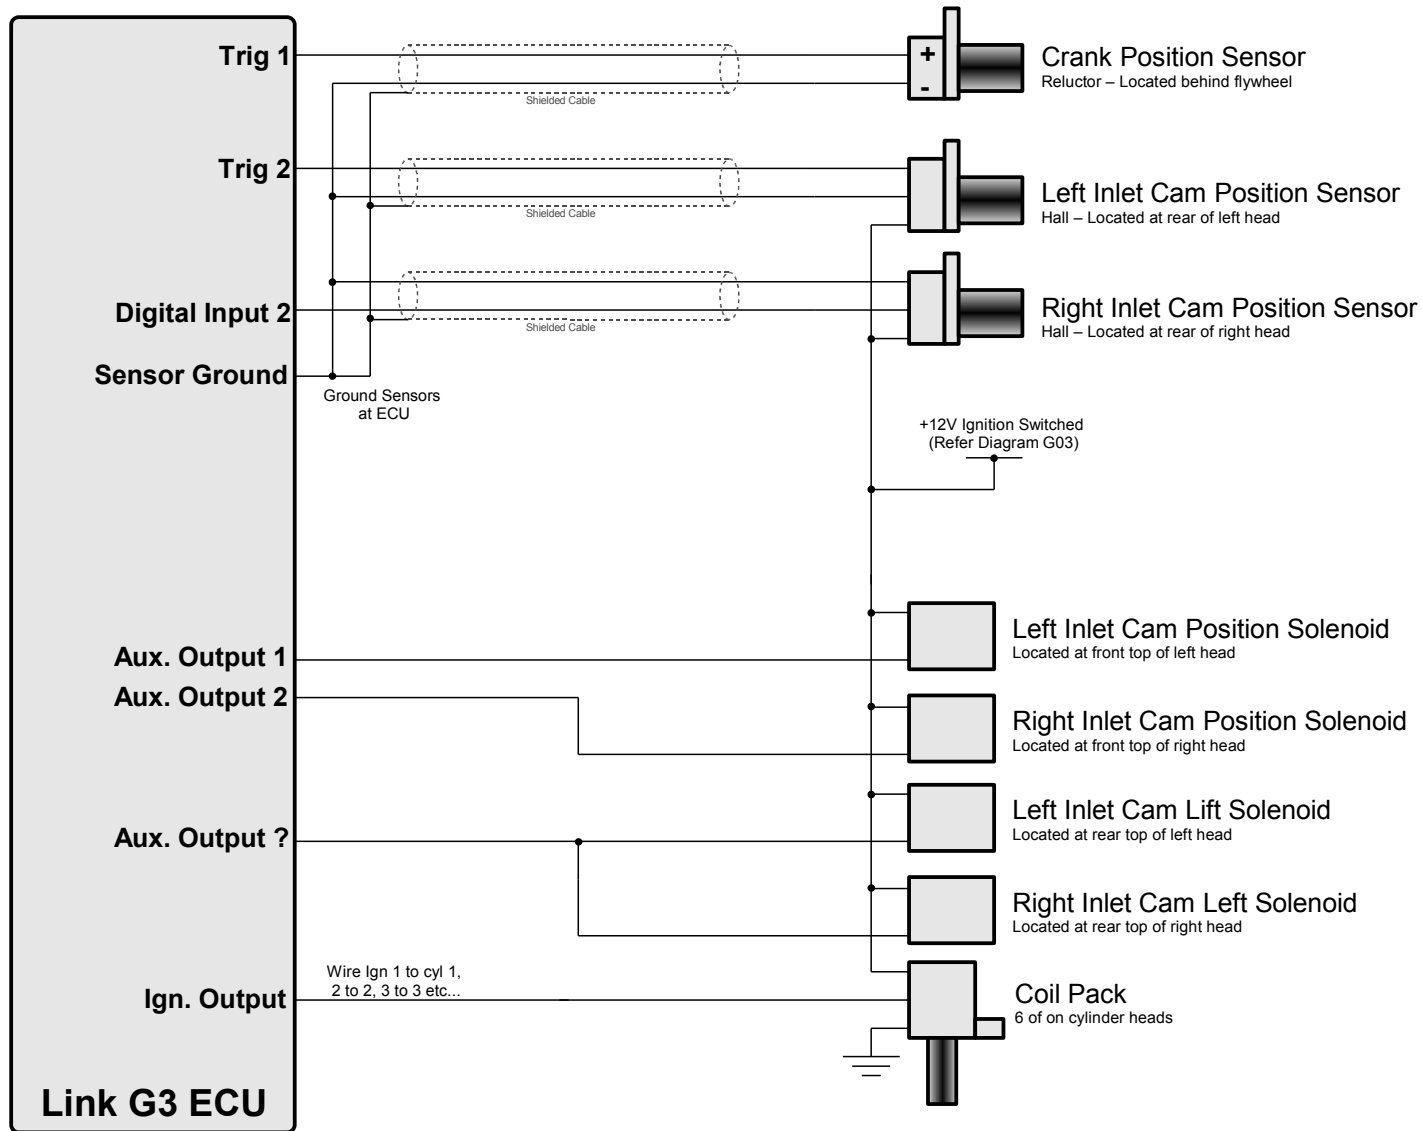 Trig 1
+
-
Crank Position Sensor
Reluctor – Located behind flywheel
Shielded Cable
Trig 2
Left Inlet Cam Position Sensor
Hall – Located at rear of left head
Shielded Cable
Digital Input 2
Right Inlet Cam Position Sensor
Hall – Located at rear of right head
Shielded Cable
Sensor Ground
Ground Sensors
at ECU
+12V Ignition Switched
(Refer Diagram G03)
Aux. Output 1
Left Inlet Cam Position Solenoid
Located at front top of left head
Aux. Output 2
Right Inlet Cam Position Solenoid
Located at front top of right head
Aux. Output ?
Left Inlet Cam Lift Solenoid
Located at rear top of left head
Right Inlet Cam Left Solenoid
Located at rear top of right head
Wire Ign 1 to cyl 1,
2 to 2, 3 to 3 etc...
Ign. Output
Coil Pack
6 of on cylinder heads
Link G3 ECU